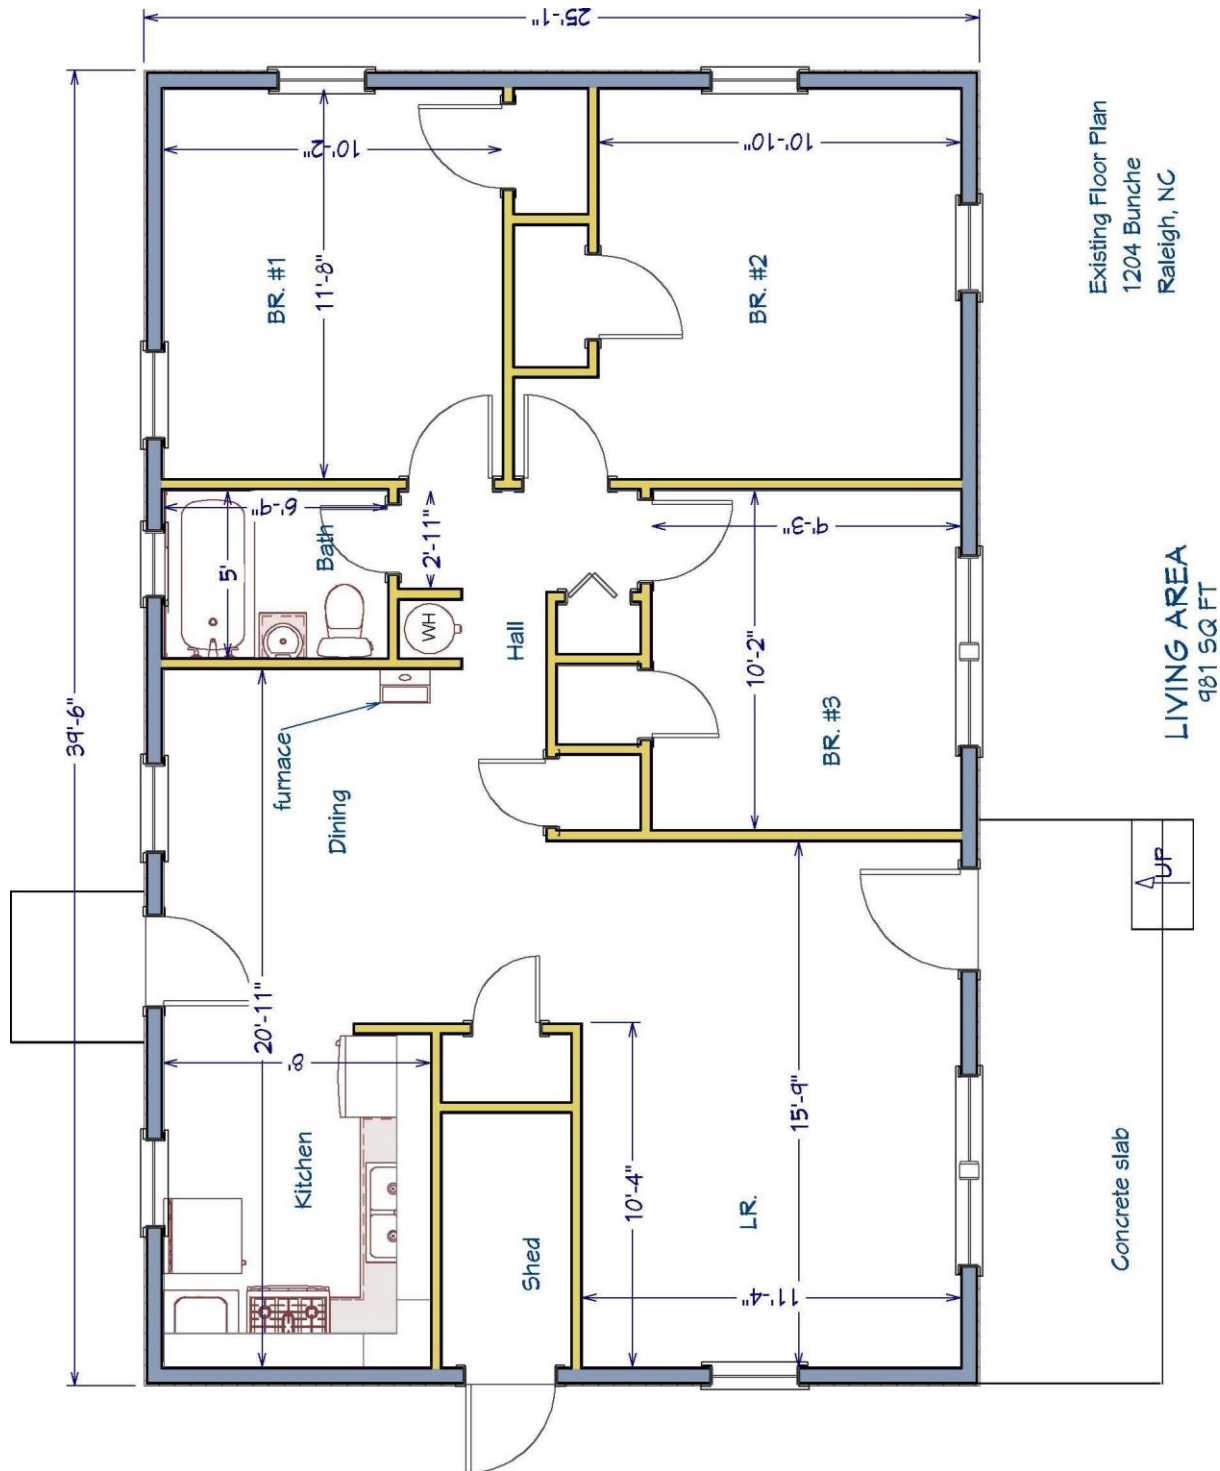 25'-1"
39'-6"
10'-2"
10'-10"
BR. #1
11'-8"
BR. #2
6'-9"
Bath
5'
2'-11"
WH
Hall
9'-3"
10'-2"
BR. #3
furnace
Dining
20'-11"
8'
Kitchen
Shed
10'-4"
15'-9"
LR.
11'-4"
UP
Concrete slab
LIVING AREA
981 SQ FT
Existing Floor Plan
1204 Bunche
Raleigh, NC